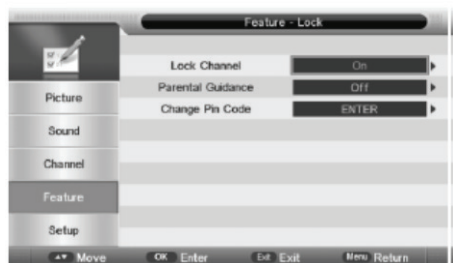 Feature - Lock
Lock Channel On
Parental Guidance Off
Change Pin Code ENTER
Picture
Sound
Channel
Feature
Setup
Move OK Enter Exit Exit Menu Return